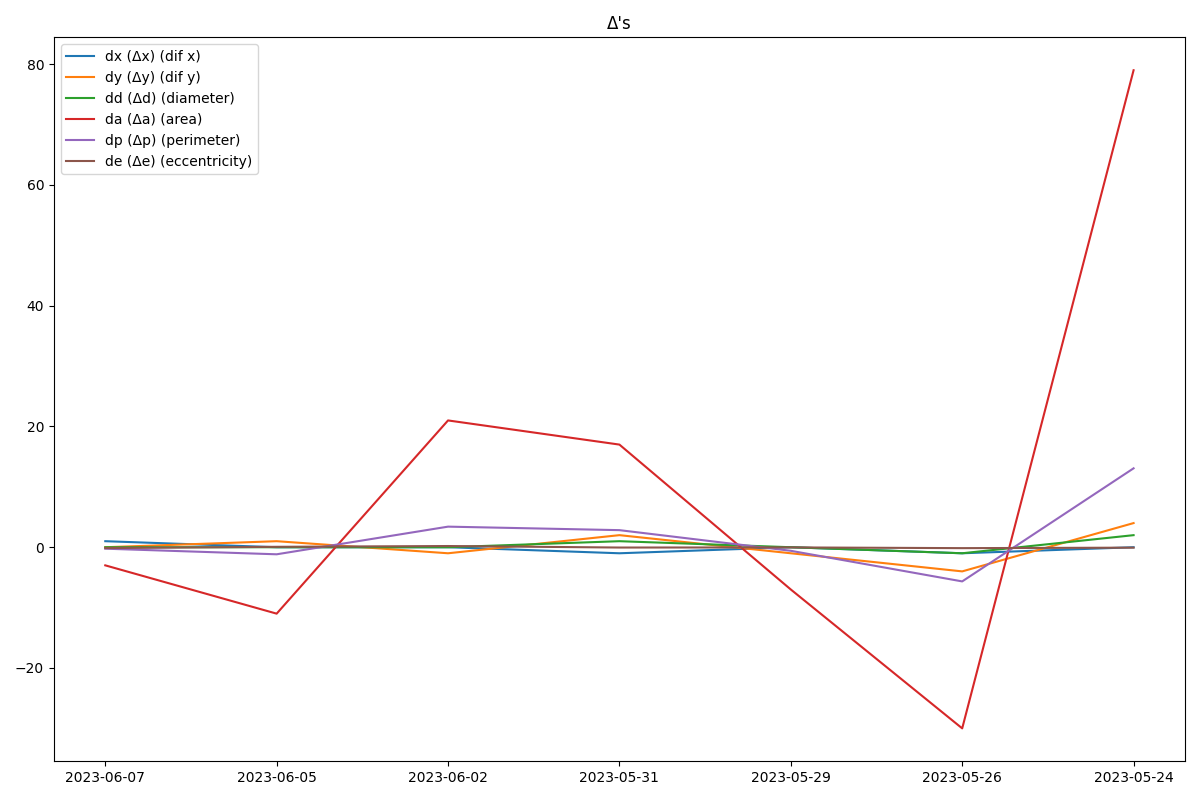 Δ's
dx (Δx) (dif x)
dy (Δy) (dif y)
dd (Δd) (diameter)
da (Δa) (area)
dp (Δp) (perimeter)
de (Δe) (eccentricity)
80
60
40
20
0
−20
2023-06-07 2023-06-05 2023-06-02 2023-05-31 2023-05-29 2023-05-26 2023-05-24